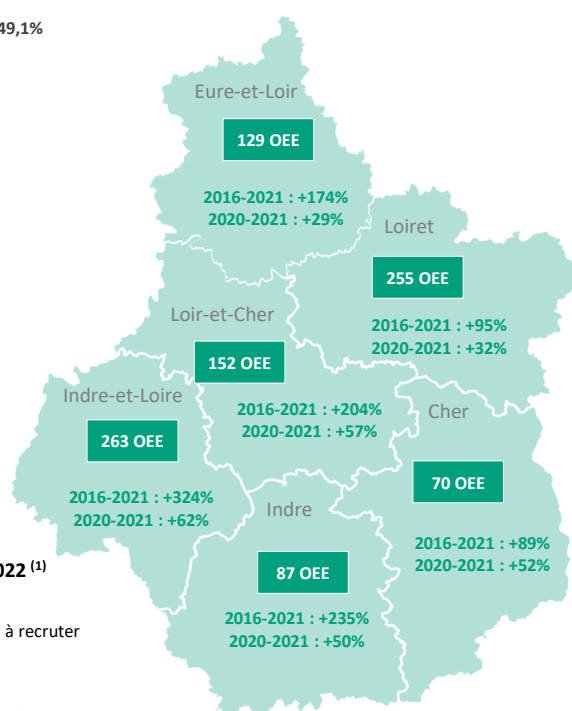 49,1%
Eure-et-Loir
129 OEE
2016-2021 : +174%
2020-2021 : +29%
Loiret
255 OEE
2016-2021 : +95%
2020-2021 : +32%
Loir-et-Cher
152 OEE
2016-2021 : +204%
2020-2021 : +57%
Indre-et-Loire
263 OEE
2016-2021 : +324%
2020-2021 : +62%
Cher
70 OEE
2016-2021 : +89%
2020-2021 : +52%
Indre
87 OEE
2016-2021 : +235%
2020-2021 : +50%
022 (1)
à recruter